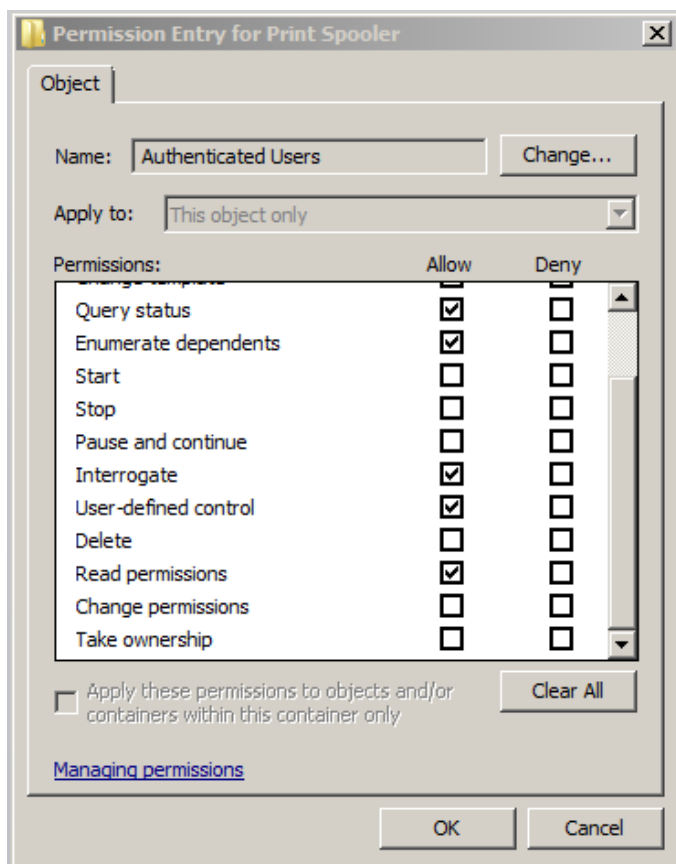 Permission Entry for Print Spooler
Object
Name: Authenticated Users Change...
Apply to: This object only
Permissions: Allow Deny
Query status
Enumerate dependents
Start
Stop
Pause and continue
Interrogate
User-defined control
Delete
Read permissions
Change permissions
Take ownership
Apply these permissions to objects and/or
containers within this container only
Clear All
Managing permissions
OK Cancel